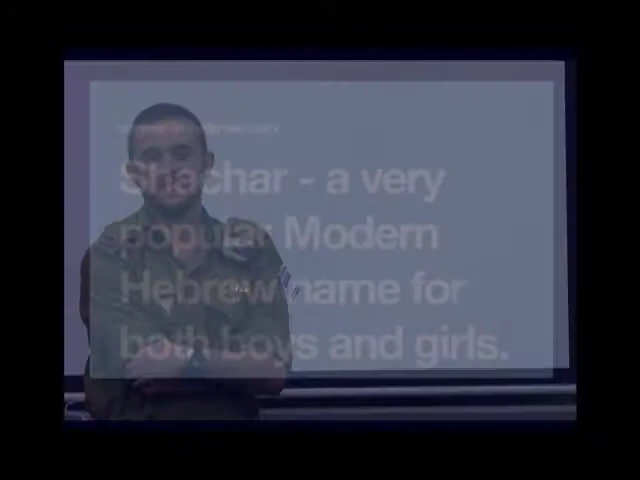 Shachar - a very
popular Modern
Hebrew name for
both boys and girls.